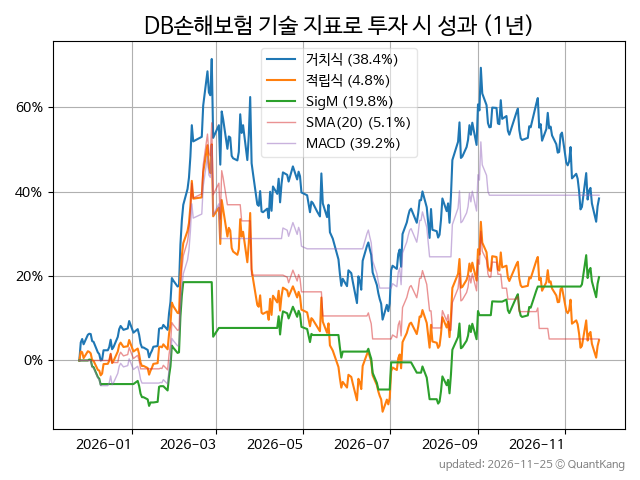 DB손해보험 기술 지표로 투자 시 성과 (1년)
거치식 (38.4%)
적립식 (4.8%)
SigM (19.8%)
SMA(20) (5.1%)
MACD (39.2%)
60%
40%
20%
0%
2026-01 2026-03 2026-05 2026-07 2026-09 2026-11
updated: 2026-11-25 © QuantKang